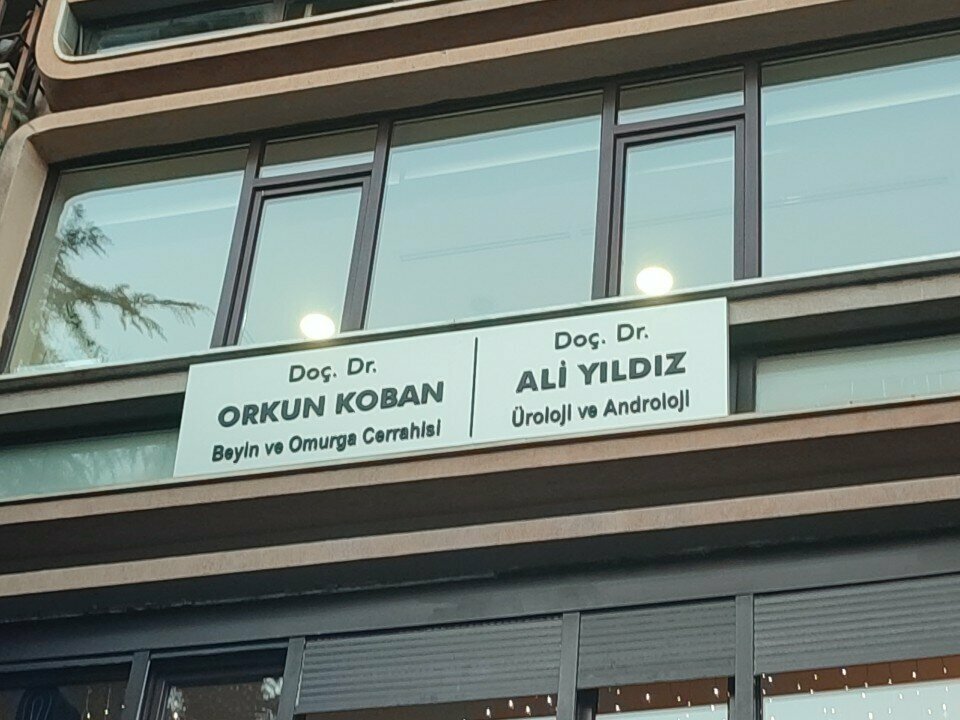 Doç. Dr.
ORKUN KOBAN
Beyin ve Omurga Cerrahisi
Doç. Dr.
ALİ YILDIZ
Üroloji ve Androloji